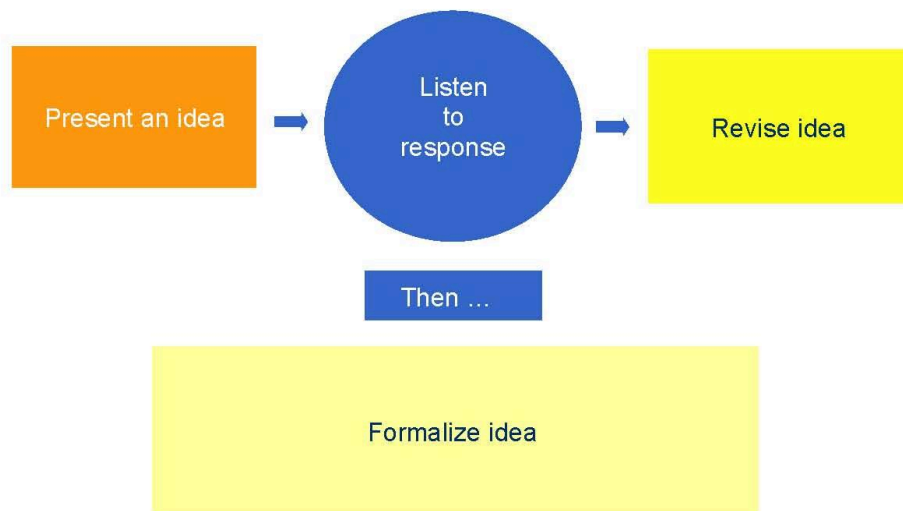 Present an idea
Listen
to
response
Revise idea
Then ...
Formalize idea